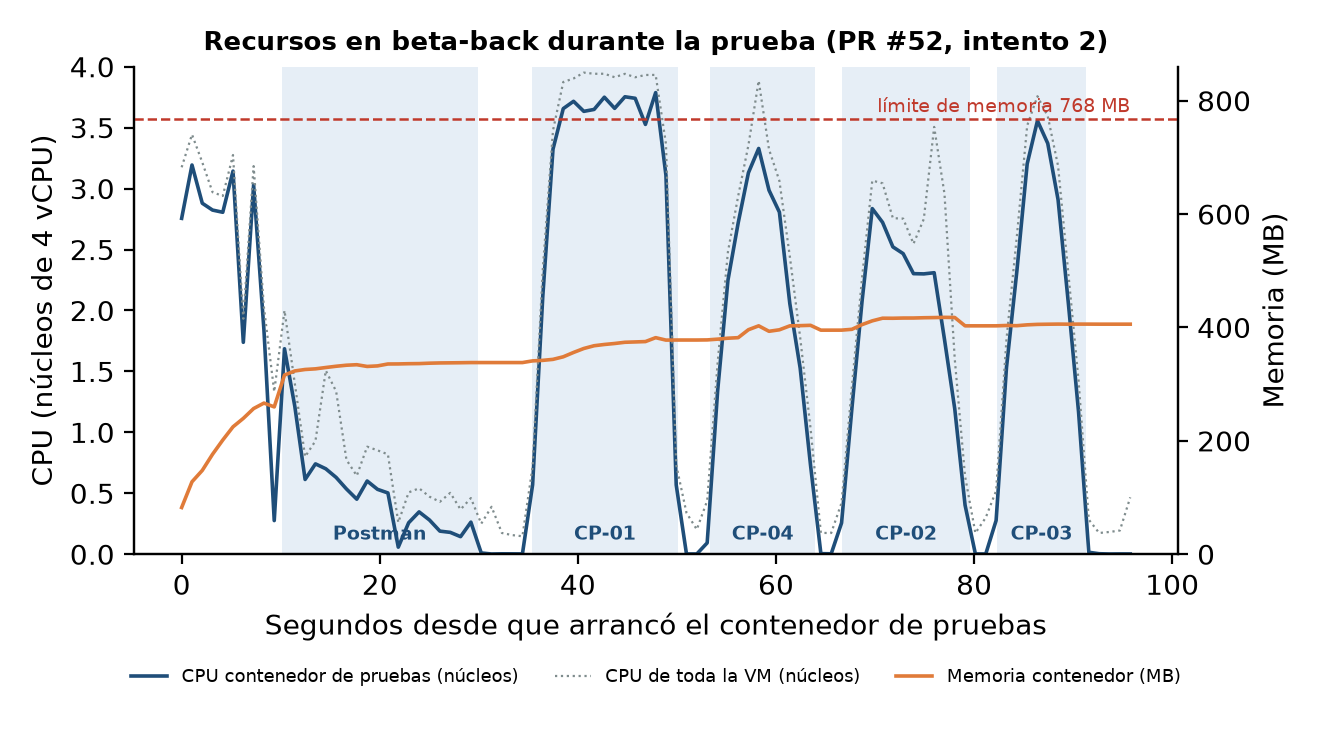 Recursos en beta-back durante la prueba (PR #52, intento 2)
límite de memoria 768 MB
CPU (núcleos de 4 vCPU)
4.0
3.5
3.0
2.5
2.0
1.5
1.0
0.5
0.0
Memoria (MB)
800
600
400
200
0
Postman
CP-01
CP-04
CP-02
CP-03
0
20
40
60
80
100
Segundos desde que arrancó el contenedor de pruebas
CPU contenedor de pruebas (núcleos)
CPU de toda la VM (núcleos)
Memoria contenedor (MB)